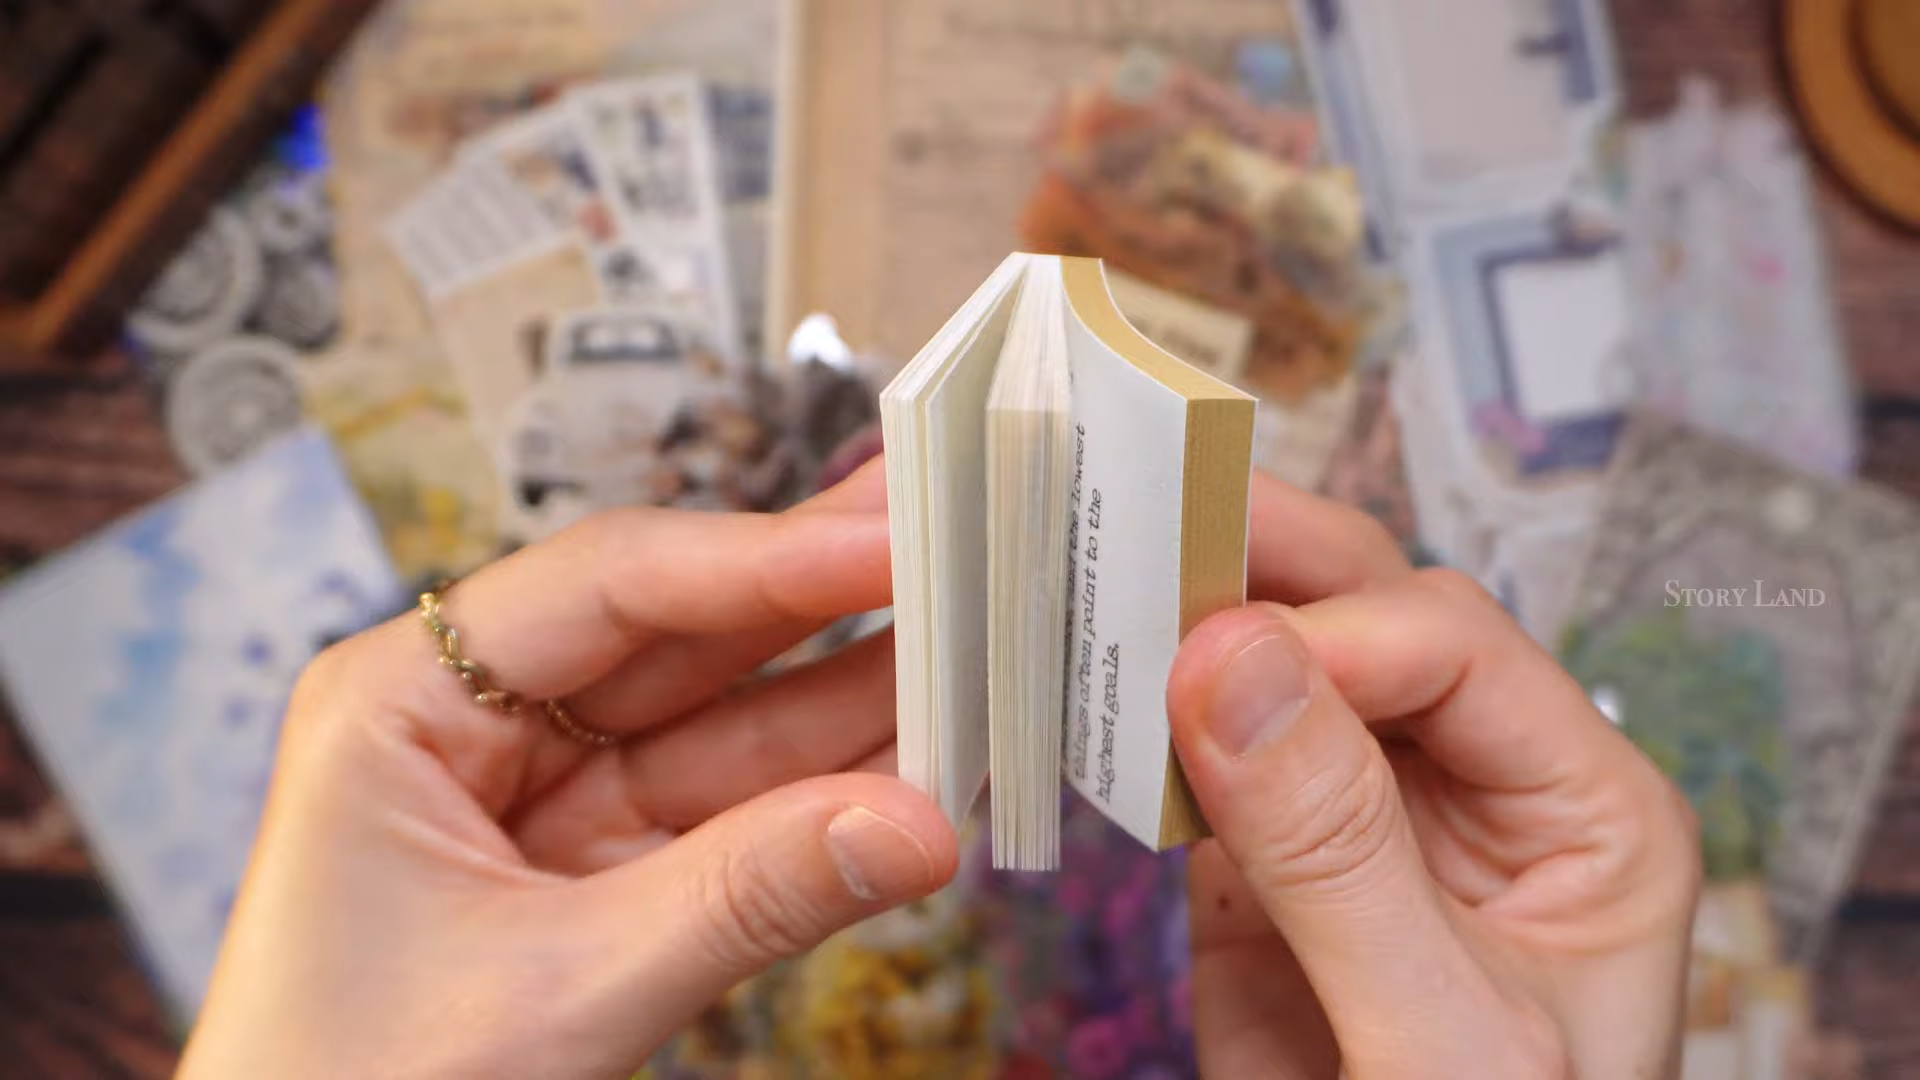 and the lowest
things often point to the
highest goals.
STORY LAND